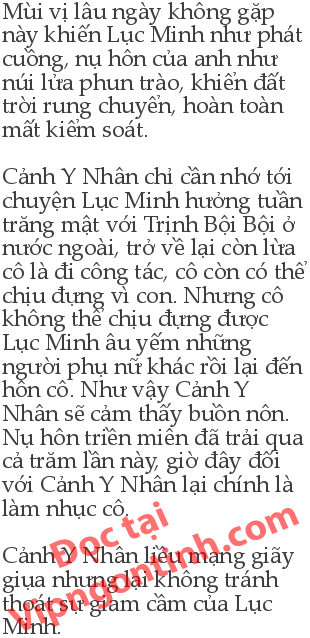 Mùi vị lâu ngày không gặp
này khiến Lục Minh như phát
cuồng, nụ hôn của anh như
núi lửa phun trào, khiển đất
trời rung chuyển, hoàn toàn
mất kiểm soát.
Cảnh Y Nhân chỉ cần nhớ tới
chuyện Lục Minh hưởng tuần
trăng mật với Trịnh Bội Bội ở
nước ngoài, trở về lại còn lừa
cô là đi công tác, cô còn có thể
chịu đựng vì con. Nhưng cô
không thể chịu đựng được
Lục Minh âu yếm những
người phụ nữ khác rồi lại đến
hôn cô. Như vậy Cảnh Y
Nhân sẽ cảm thấy buồn nôn.
Nụ hôn triền miên đã trải qua
cả trăm lần này, giờ đây đối
với Cảnh Y Nhân lại chính là
làm nhục cô.
Cảnh Y Nhân liều mạng giãy
giụa nhưng lại không tránh
thoát sự giam cầm của Lục
Minh.
Đọc tại
Vipngontinh.com